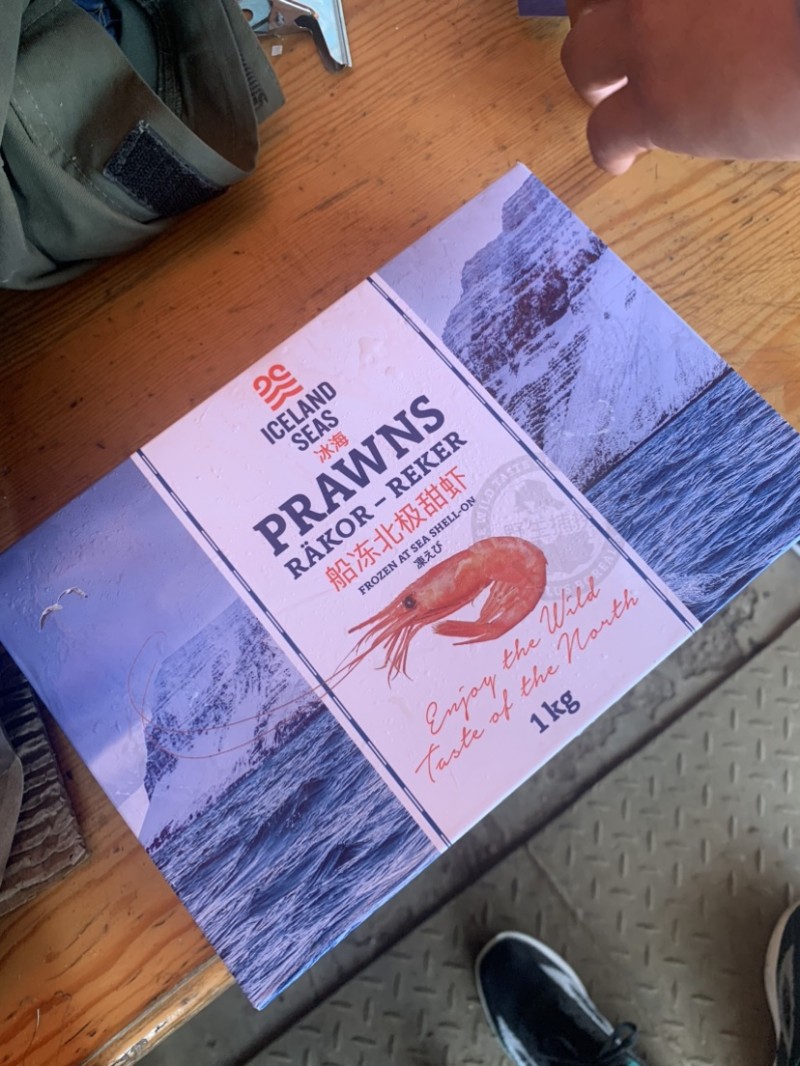 ICELAND
SEAS
冰海
PRAWNS
RÄKOR – REKER
船冻北极甜虾
FROZEN AT SEA SHELL-ON
凍えび
Enjoy the Wild
Taste of the North
1 kg